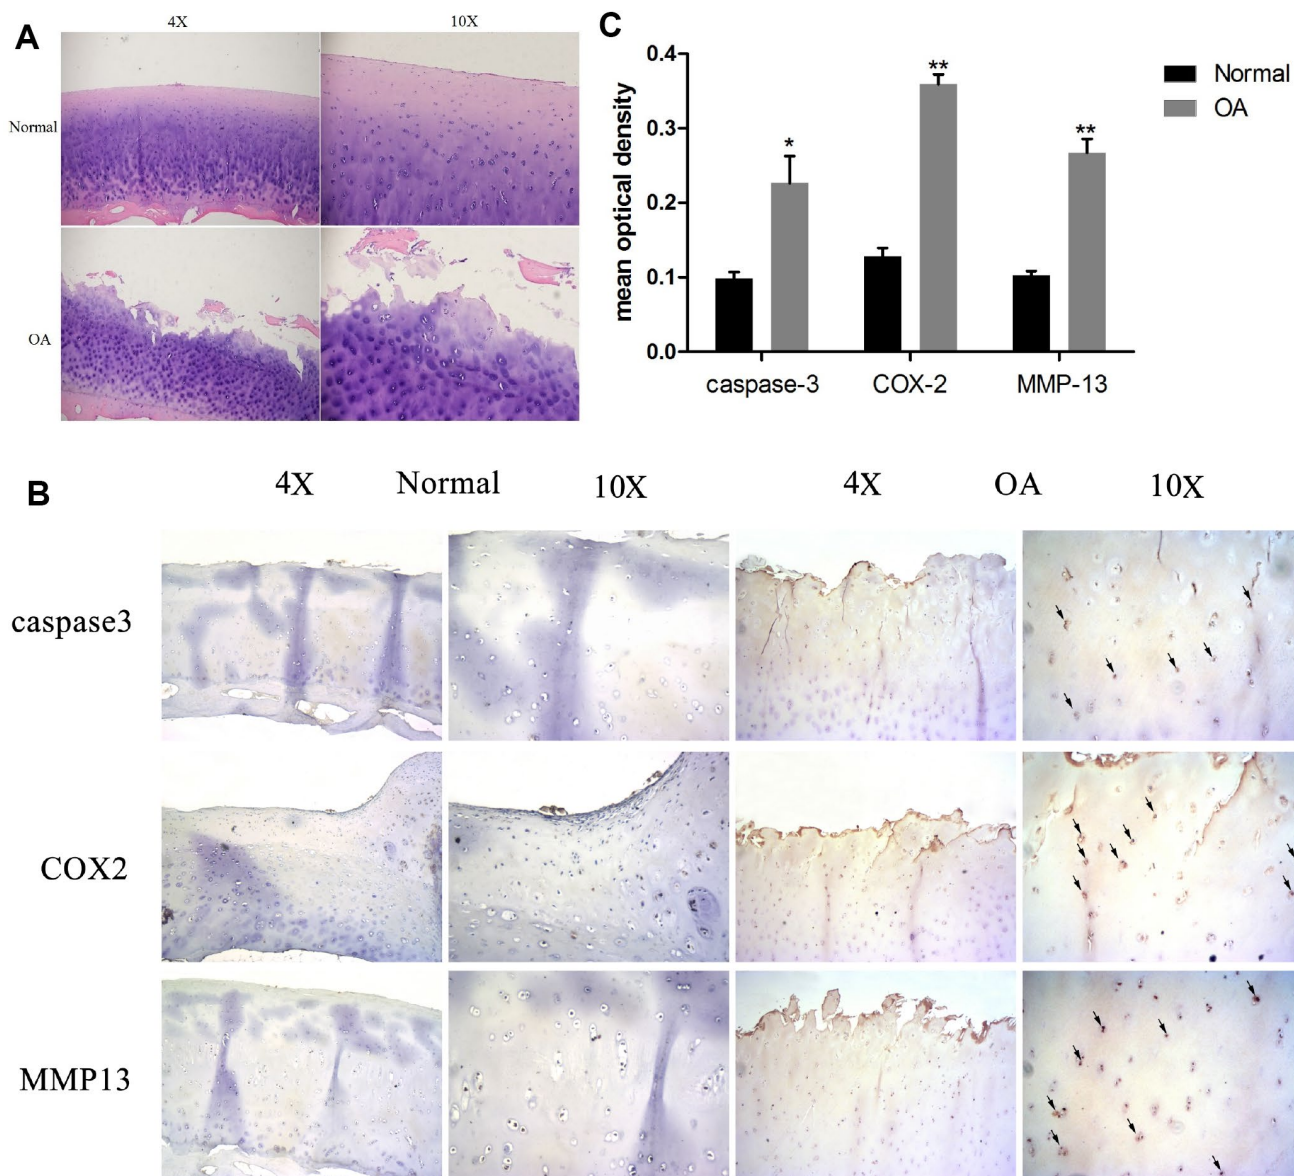 A
4X
10X
Normal
OA
C
mean optical density
0.4
0.3
0.2
0.1
0.0
*
**
**
caspase-3
COX-2
MMP-13
Normal
OA
B
4X Normal 10X 4X OA 10X
caspase3
COX2
MMP13